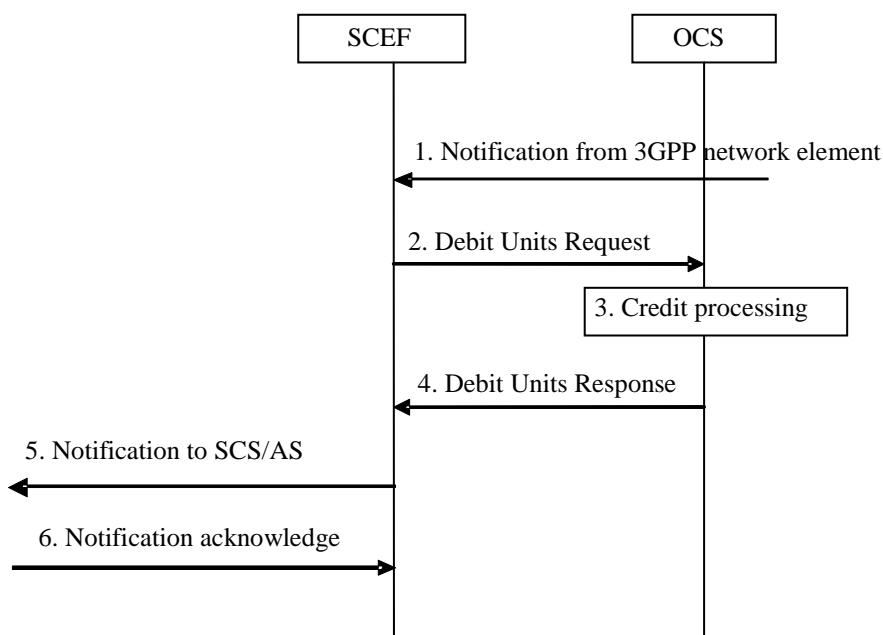 SCEF
OCS
1. Notification from 3GPP network element
2. Debit Units Request
3. Credit processing
4. Debit Units Response
5. Notification to SCS/AS
6. Notification acknowledge